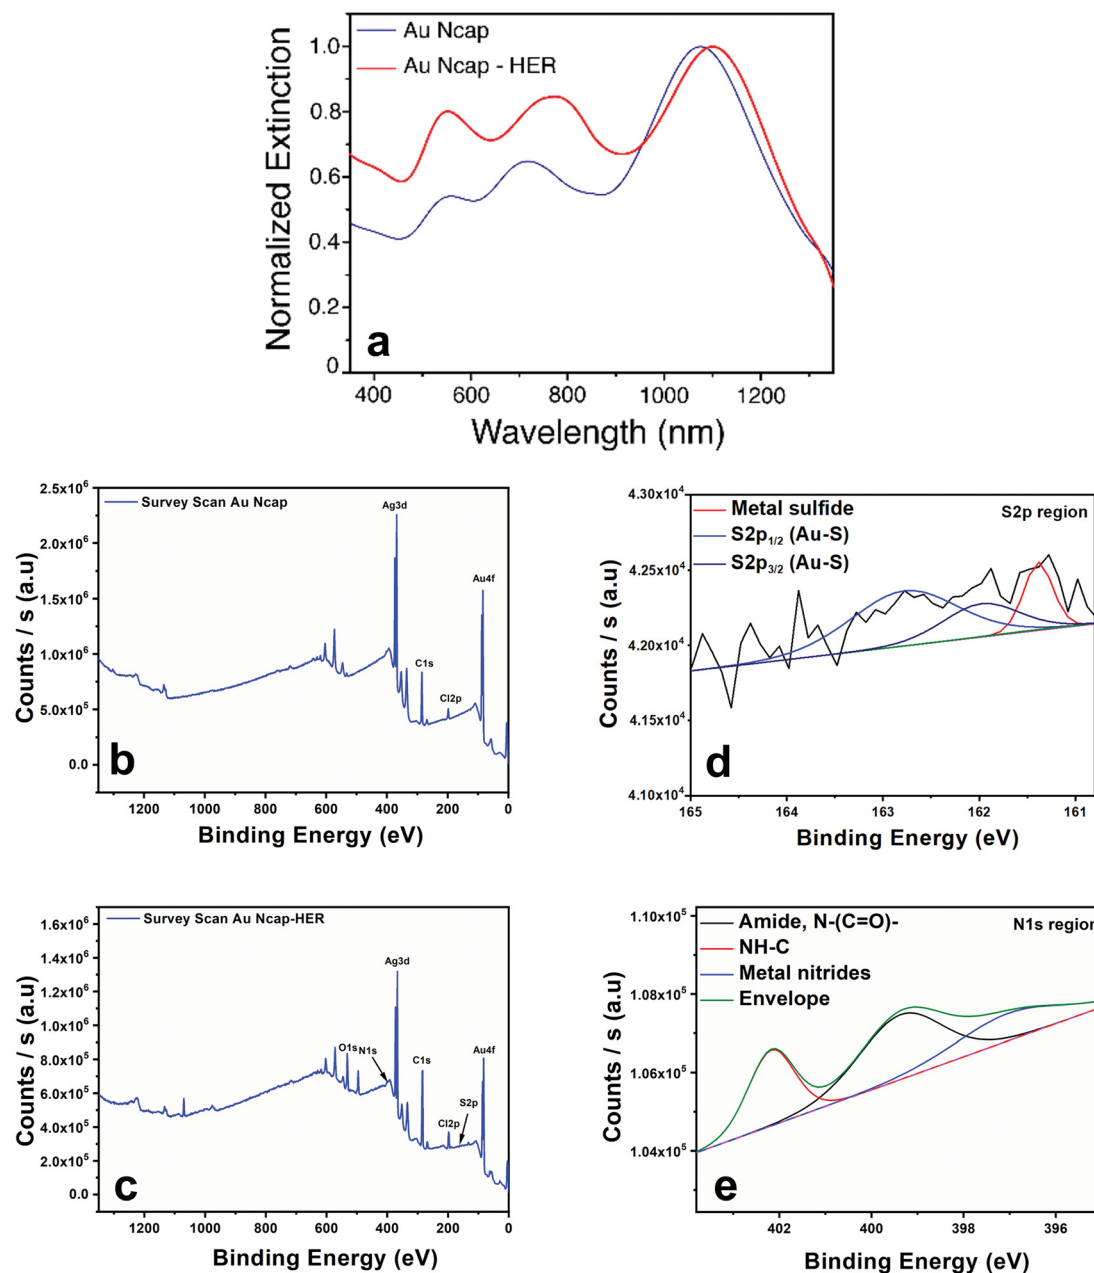 Au Ncap
Au Ncap - HER
1.0
0.8
0.6
0.4
0.2
0
Normalized Extinction
a
400 600 800 1000 1200
Wavelength (nm)
Survey Scan Au Ncap
2.5x10⁶
2.0x10⁶
1.5x10⁶
1.0x10⁶
5.0x10⁵
0.0
Counts / s (a.u)
Ag3d
Au4f
C1s
Cl2p
b
1200 1000 800 600 400 200 0
Binding Energy (eV)
Metal sulfide
S2p1/2 (Au-S)
S2p3/2 (Au-S)
S2p region
4.30x10⁴
4.25x10⁴
4.20x10⁴
4.15x10⁴
4.10x10⁴
Counts / s (a.u)
d
165 164 163 162 161
Binding Energy (eV)
Survey Scan Au Ncap-HER
1.6x10⁶
1.4x10⁶
1.2x10⁶
1.0x10⁶
8.0x10⁵
6.0x10⁵
4.0x10⁵
2.0x10⁵
0.0
Counts / s (a.u)
Ag3d
O1s N1s
C1s
Au4f
S2p
Cl2p
c
1200 1000 800 600 400 200 0
Binding Energy (eV)
Amide, N-(C=O)-
NH-C
Metal nitrides
Envelope
N1s region
1.10x10⁵
1.08x10⁵
1.06x10⁵
1.04x10⁵
Counts / s (a.u)
e
402 400 398 396
Binding Energy (eV)